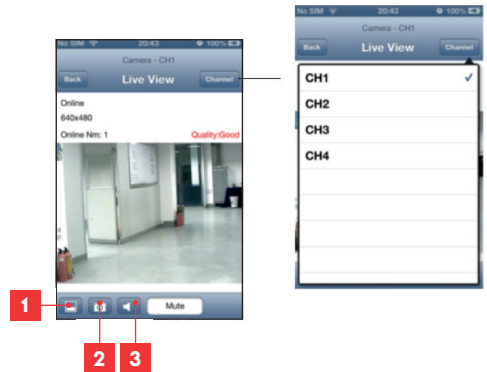 No SIM 20:43 100%
Camera - CH1
Back Live View Channel
Online
640x480
Online Nm: 1 Quality:Good
Mute
1
2 3
No SIM 20:43 100%
Camera - CH1
Back Live View Channel
CH1 ✓
CH2
CH3
CH4